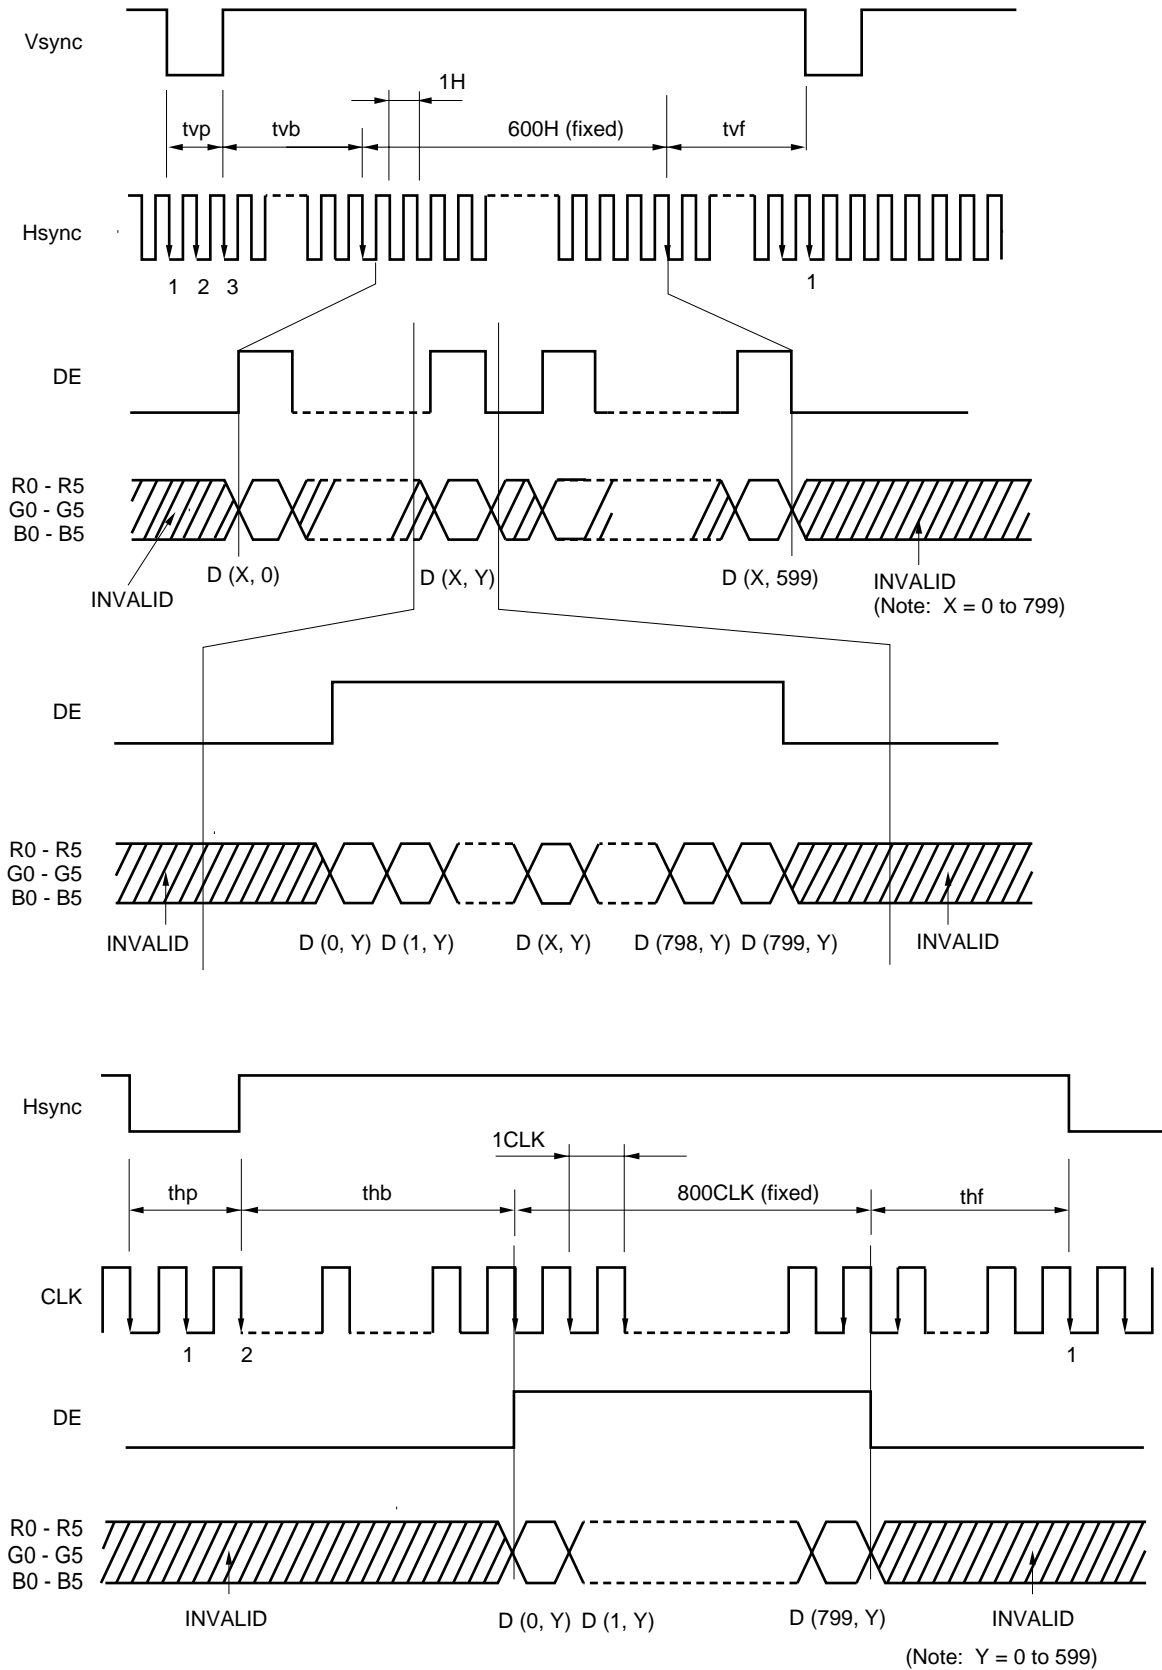 Vsync
1H
tvp tvb 600H (fixed) tvf
Hsync
1 2 3 1
DE
R0 - R5
G0 - G5
B0 - B5
D (X, 0) D (X, Y) D (X, 599)
INVALID INVALID
(Note: X = 0 to 799)
DE
R0 - R5
G0 - G5
B0 - B5
INVALID D (0, Y) D (1, Y) D (X, Y) D (798, Y) D (799, Y) INVALID
Hsync
1CLK
thp thb 800CLK (fixed) thf
CLK
1 2 1
DE
R0 - R5
G0 - G5
B0 - B5
INVALID D (0, Y) D (1, Y) D (799, Y) INVALID
(Note: Y = 0 to 599)